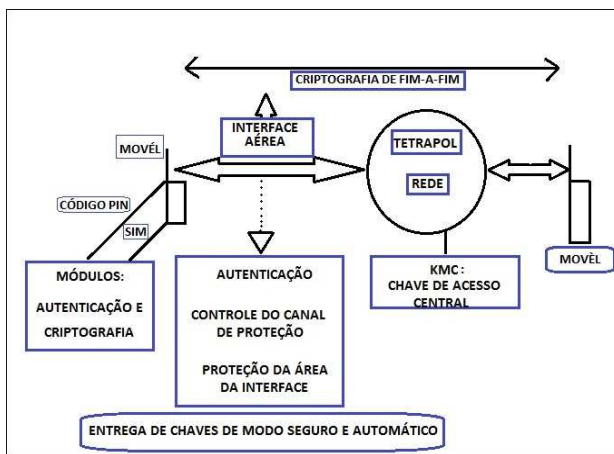 CRIPTOGRAFIA DE FIM-A-FIM
INTERFACE
AÉREA
MOVÉL
TETRAPOL
REDE
CÓDIGO PIN
SIM
MOVÈL
MÓDULOS:
AUTENTICAÇÃO E
CRIPTOGRAFIA
AUTENTICAÇÃO
CONTROLE DO CANAL
DE PROTEÇÃO
PROTEÇÃO DA ÁREA
DA INTERFACE
KMC:
CHAVE DE ACESSO
CENTRAL
ENTREGA DE CHAVES DE MODO SEGURO E AUTOMÁTICO